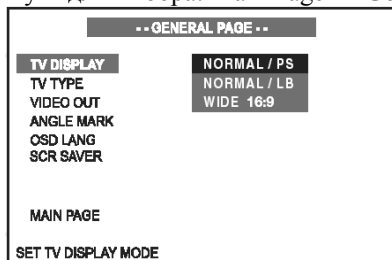 - - GENERAL PAGE - -
TV DISPLAY
TV TYPE
VIDEO OUT
ANGLE MARK
OSD LANG
SCR SAVER
MAIN PAGE
NORMAL / PS
NORMAL / LB
WIDE 16:9
SET TV DISPLAY MODE